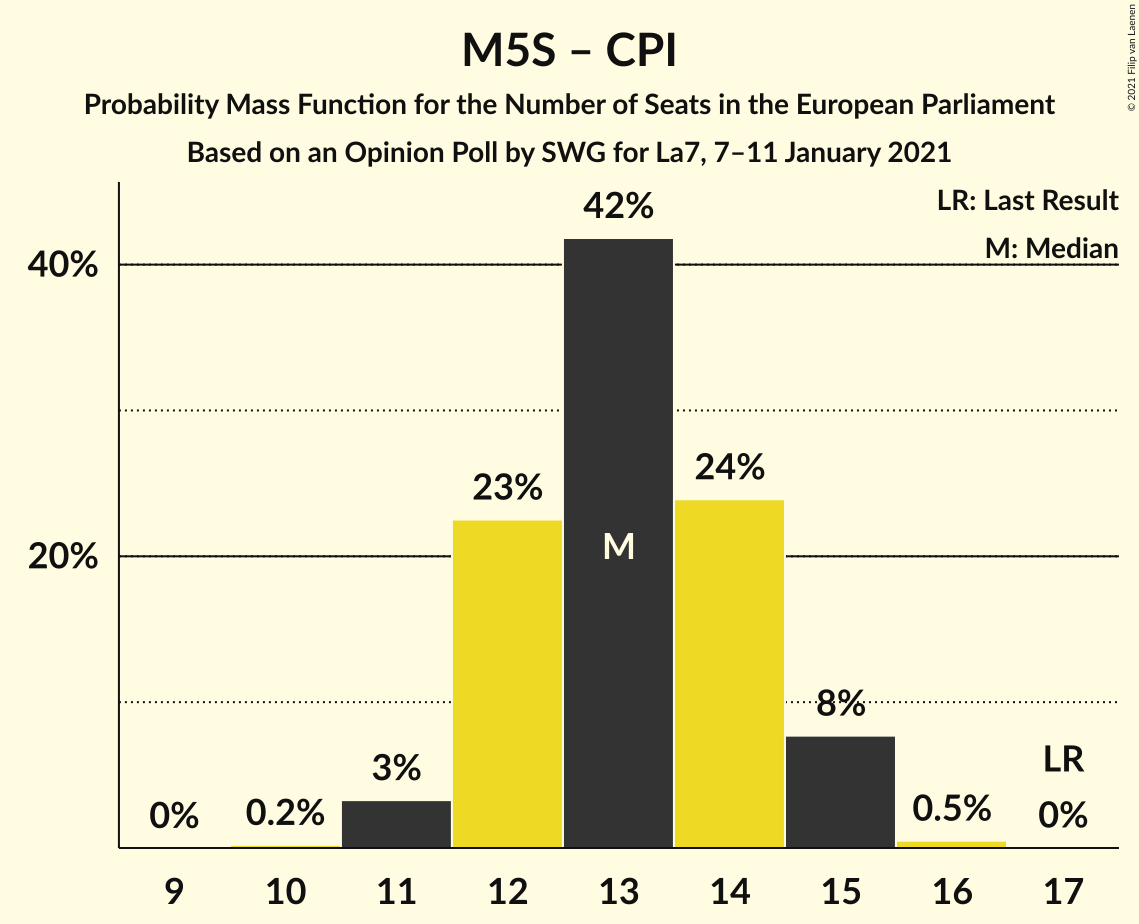 M5S – CPI
Probability Mass Function for the Number of Seats in the European Parliament
Based on an Opinion Poll by SWG for La7, 7–11 January 2021
© 2021 Filip van Laenen
LR: Last Result
M: Median
42%
40%
24%
23%
M
20%
8%
3%
LR
0%
0.2%
0.5%
0%
9 10 11 12 13 14 15 16 17